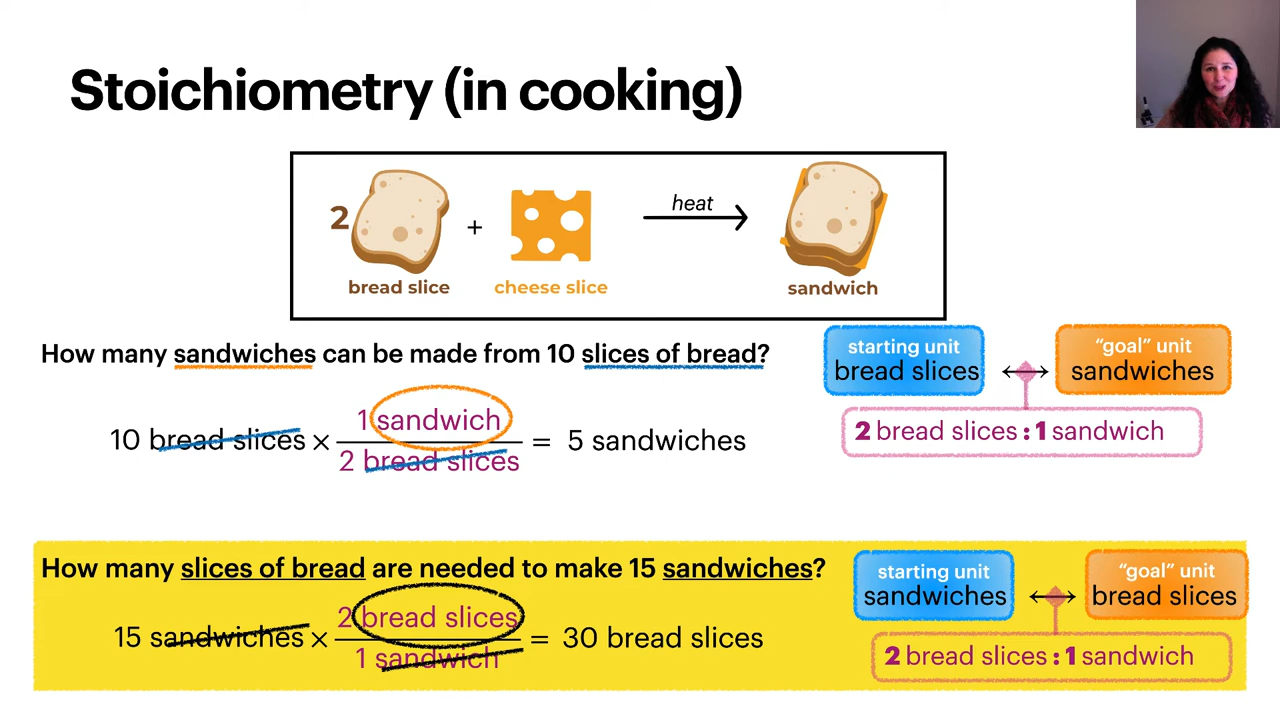 Stoichiometry (in cooking)
2 + heat
bread slice cheese slice sandwich
How many sandwiches can be made from 10 slices of bread?
starting unit
bread slices
“goal” unit
sandwiches
2 bread slices : 1 sandwich
1 sandwich
10 bread slices × = 5 sandwiches
2 bread slices
How many slices of bread are needed to make 15 sandwiches?
starting unit
sandwiches
“goal” unit
bread slices
2 bread slices : 1 sandwich
2 bread slices
15 sandwiches × = 30 bread slices
1 sandwich